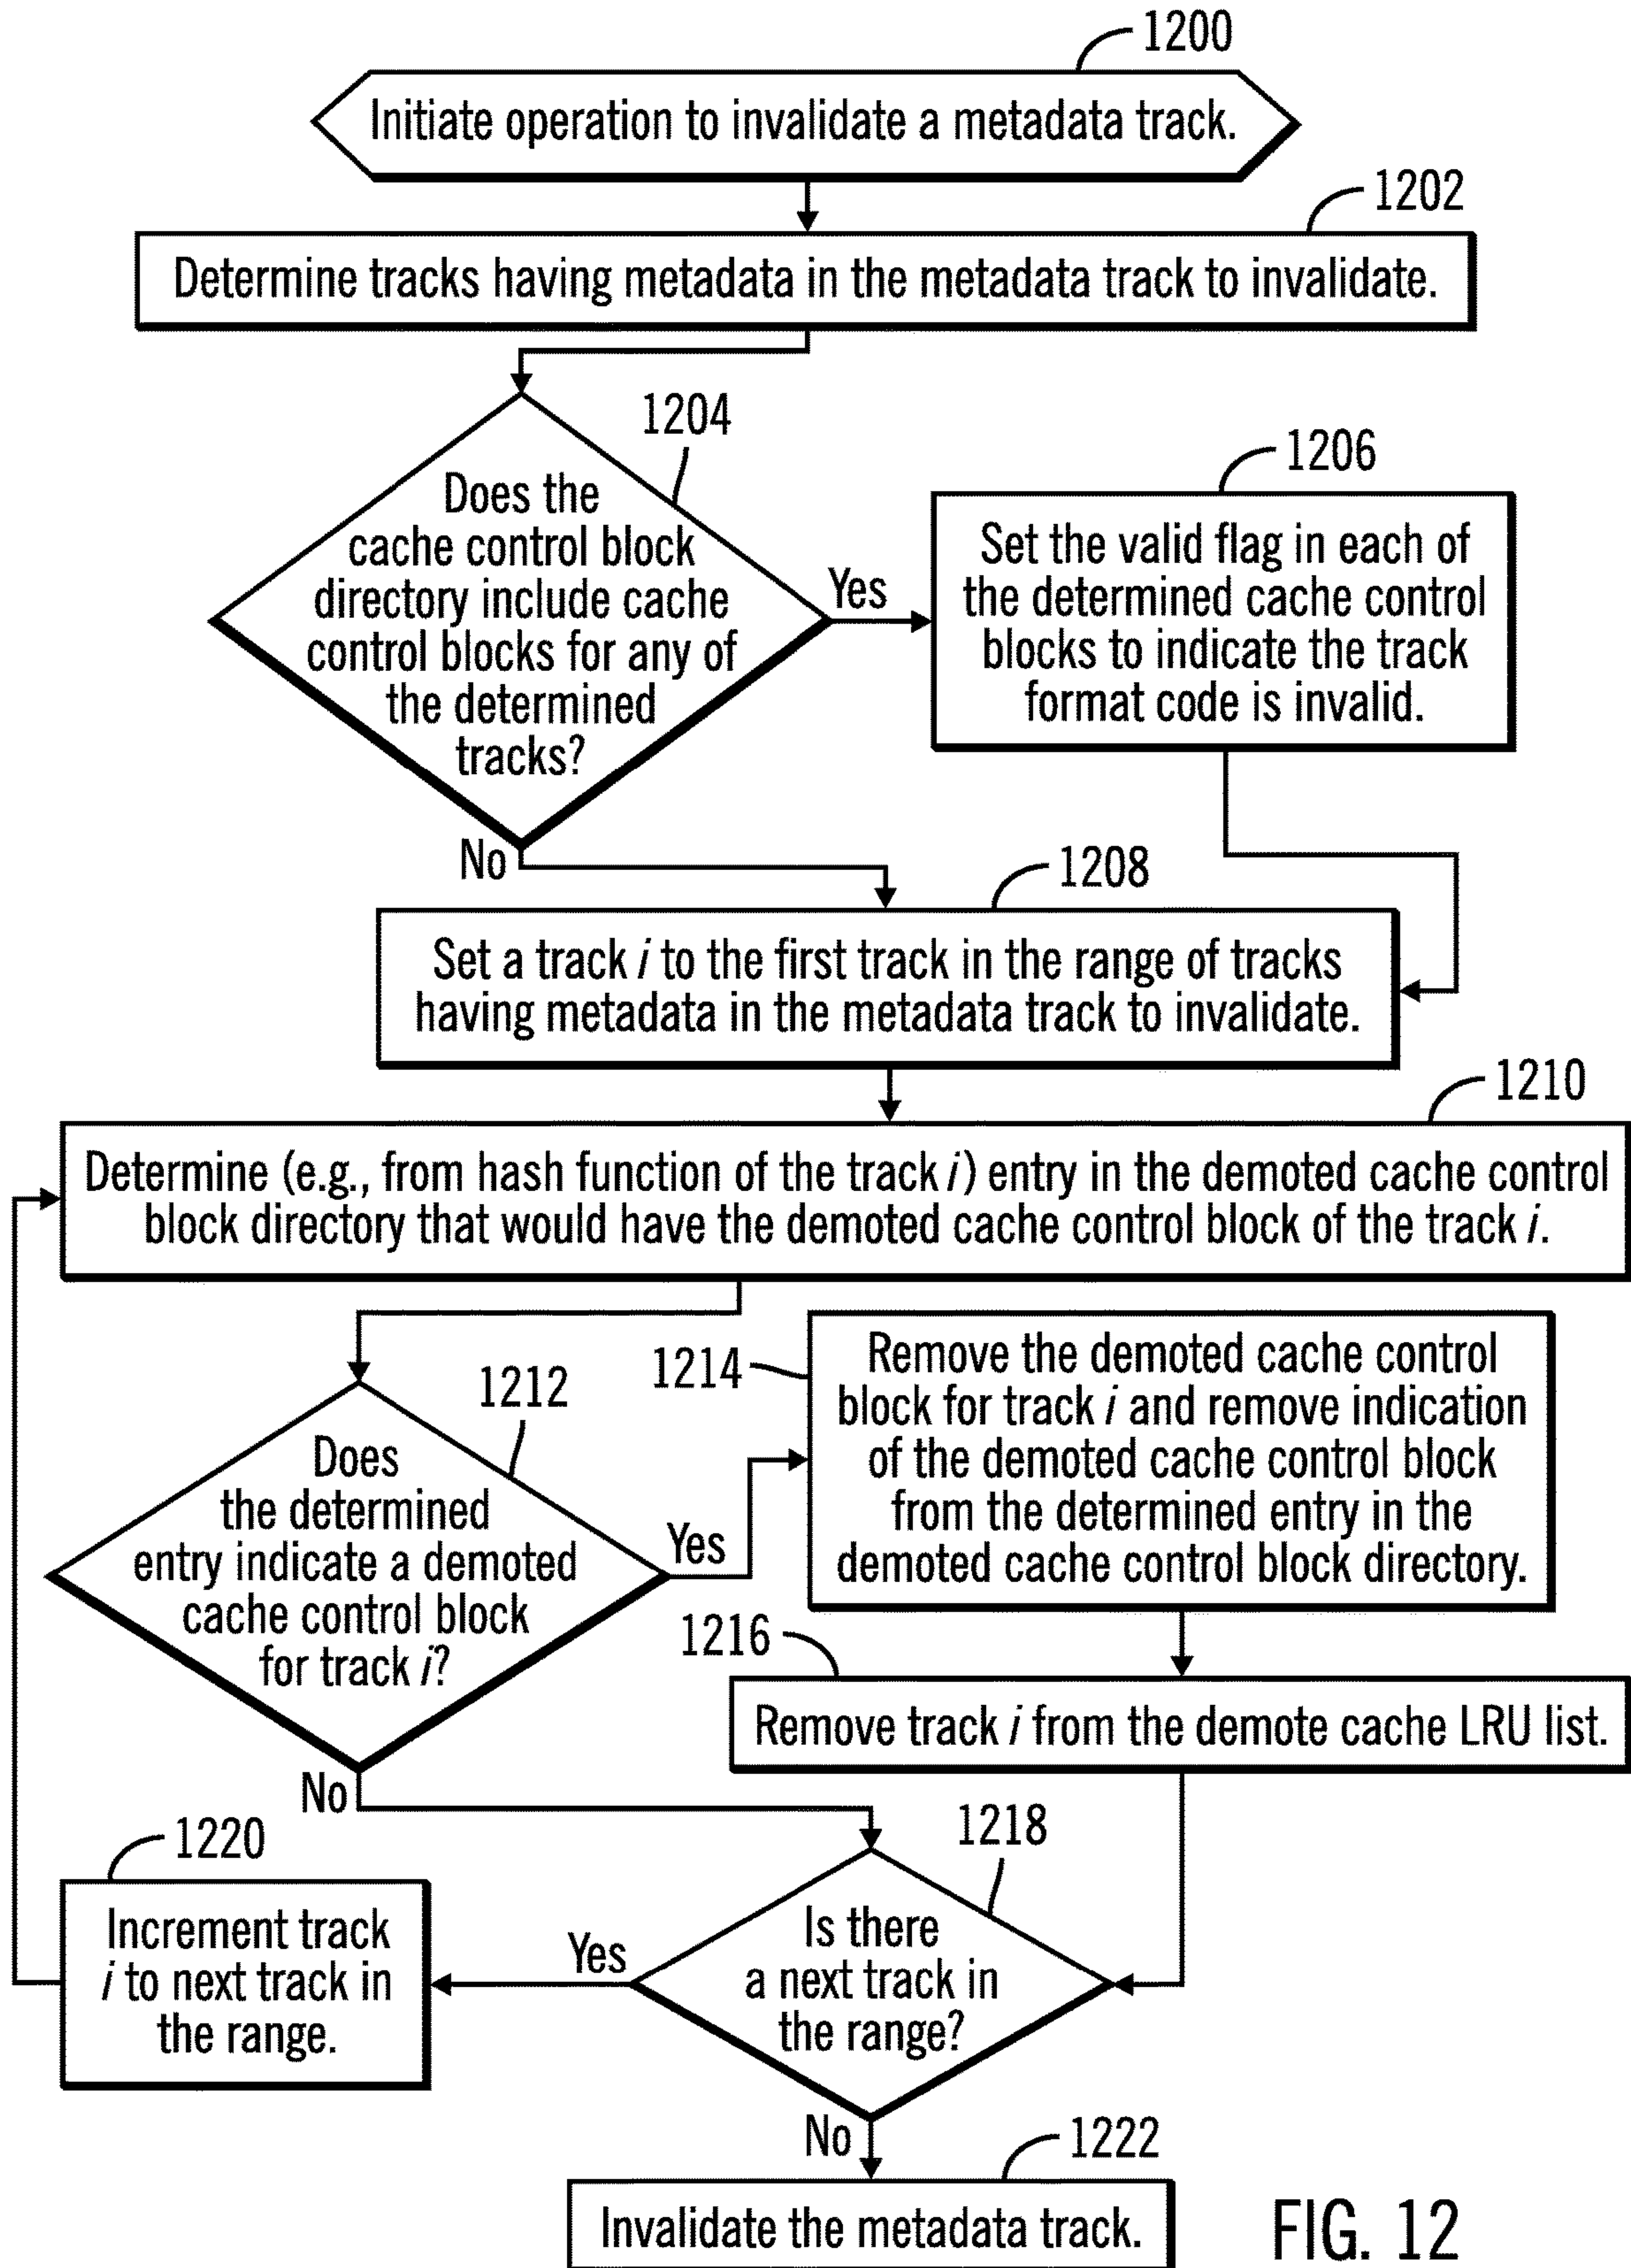 1200
Initiate operation to invalidate a metadata track.
1202
Determine tracks having metadata in the metadata track to invalidate.
1204
Does the
cache control block
directory include cache
control blocks for any of
the determined
tracks?
Yes
No
1206
Set the valid flag in each of
the determined cache control
blocks to indicate the track
format code is invalid.
1208
Set a track i to the first track in the range of tracks
having metadata in the metadata track to invalidate.
1210
Determine (e.g., from hash function of the track i) entry in the demoted cache control
block directory that would have the demoted cache control block of the track i.
1212
Does
the determined
entry indicate a demoted
cache control block
for track i?
Yes
No
1214
Remove the demoted cache control
block for track i and remove indication
of the demoted cache control block
from the determined entry in the
demoted cache control block directory.
1216
Remove track i from the demote cache LRU list.
1218
Is there
a next track in
the range?
Yes
No
1220
Increment track
i to next track in
the range.
1222
Invalidate the metadata track.
FIG. 12